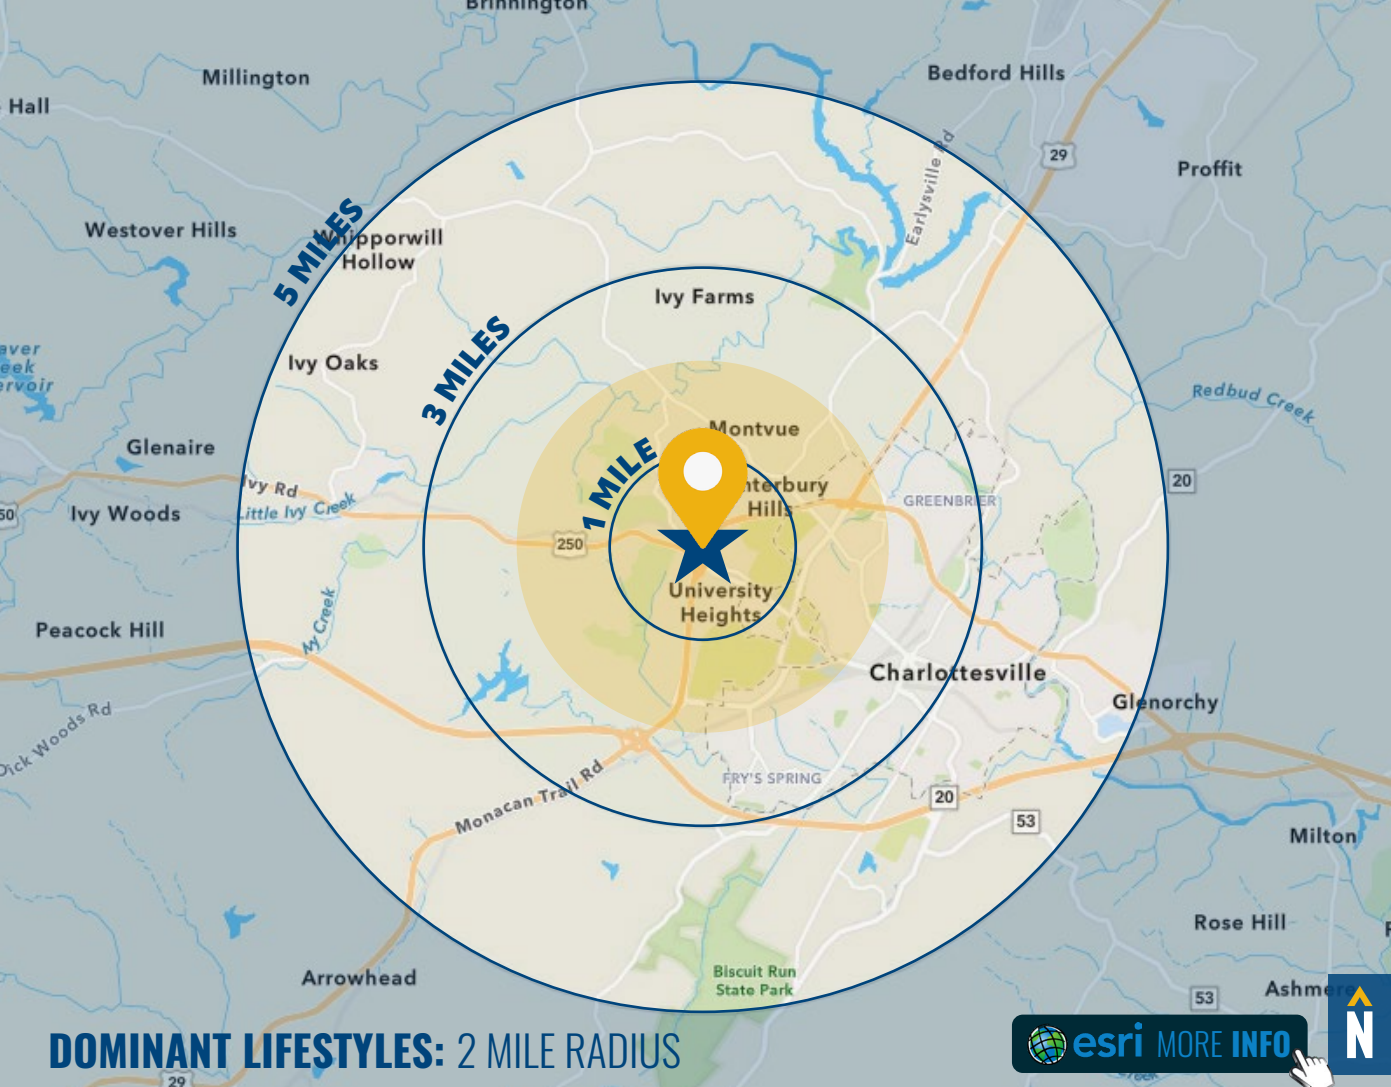 Brinnington
Millington
Bedford Hills
Hall
29
Proffit
Earlysville Rd
Westover Hills
5 MILES
Whipporwill
Hollow
Ivy Farms
3 MILES
Ivy Oaks
Redbud Creek
Montvue
Glenaire
1 MILE
Ivy Rd
Hills
GREENBRIER
20
Little Ivy Creek
Ivy Woods
50
250
University
Heights
Ivy Creek
Peacock Hill
Charlottesville
Glenorchy
Dick Woods Rd
FRY'S SPRING
Monacan Trail Rd
20
53
Milton
Rose Hill
Biscuit Run
State Park
Arrowhead
53
DOMINANT LIFESTYLES: 2 MILE RADIUS
esri MORE INFO
N
29